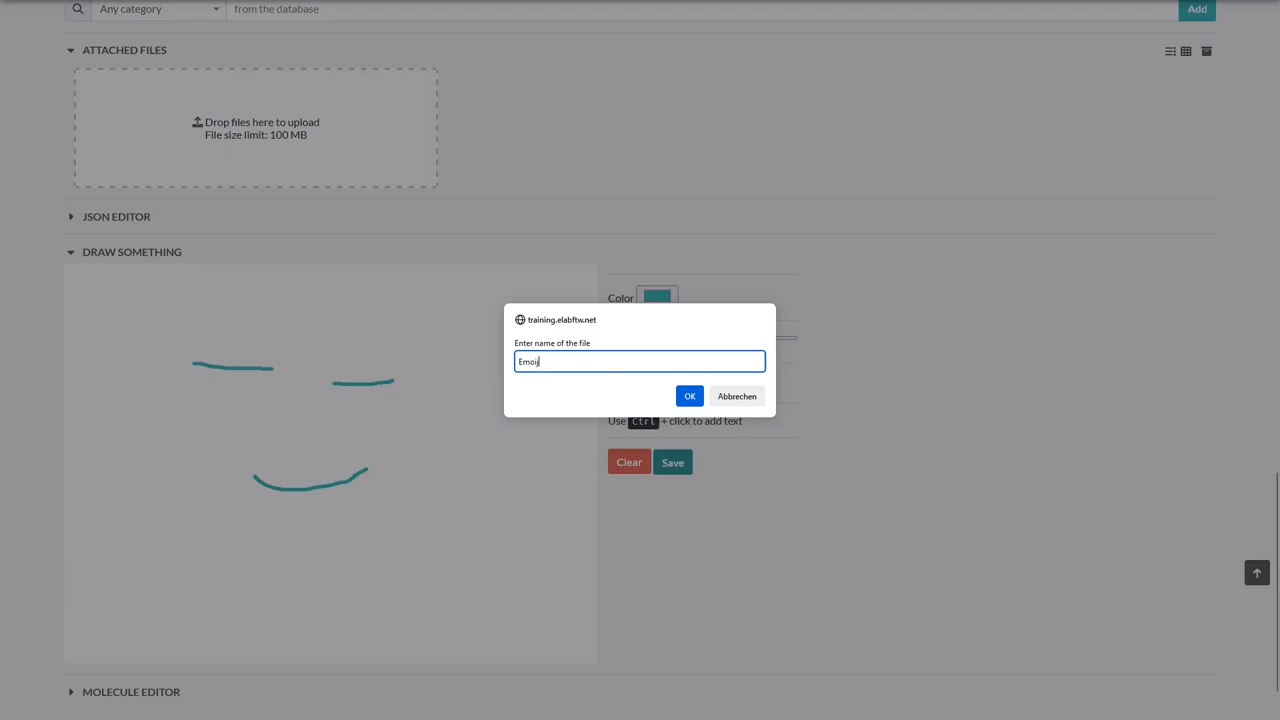 Any category
from the database
Add
ATTACHED FILES
Drop files here to upload
File size limit: 100 MB
JSON EDITOR
DRAW SOMETHING
Color
training.elabftw.net
Enter name of the file
Emoij
OK
Abbrechen
Use Ctrl + click to add text
Clear
Save
MOLECULE EDITOR